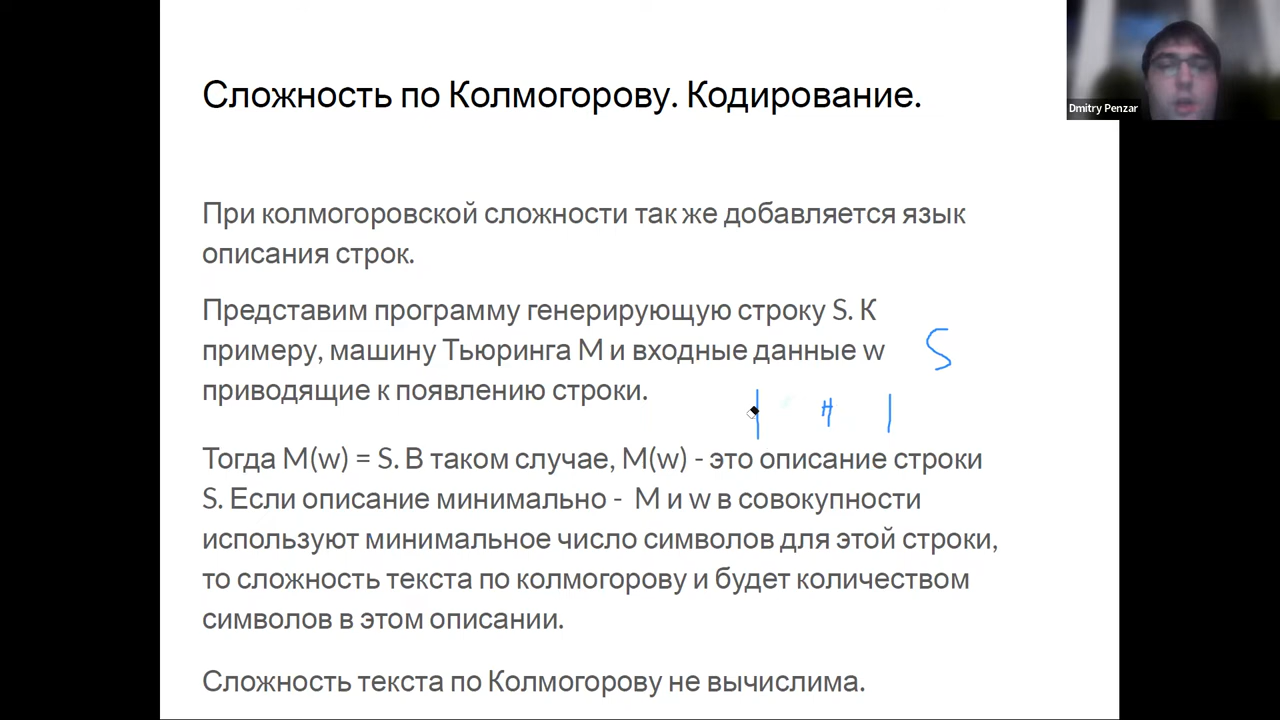 Сложность по Колмогорову. Кодирование.
Dmitry Penzar
При колмогоровской сложности так же добавляется язык
описания строк.
Представим программу генерирующую строку S. К
примеру, машину Тьюринга M и входные данные w
приводящие к появлению строки.
S
Тогда M(w) = S. В таком случае, M(w) - это описание строки
S. Если описание минимально - M и w в совокупности
используют минимальное число символов для этой строки,
то сложность текста по колмогорову и будет количеством
символов в этом описании.
Сложность текста по Колмогорову не вычислима.